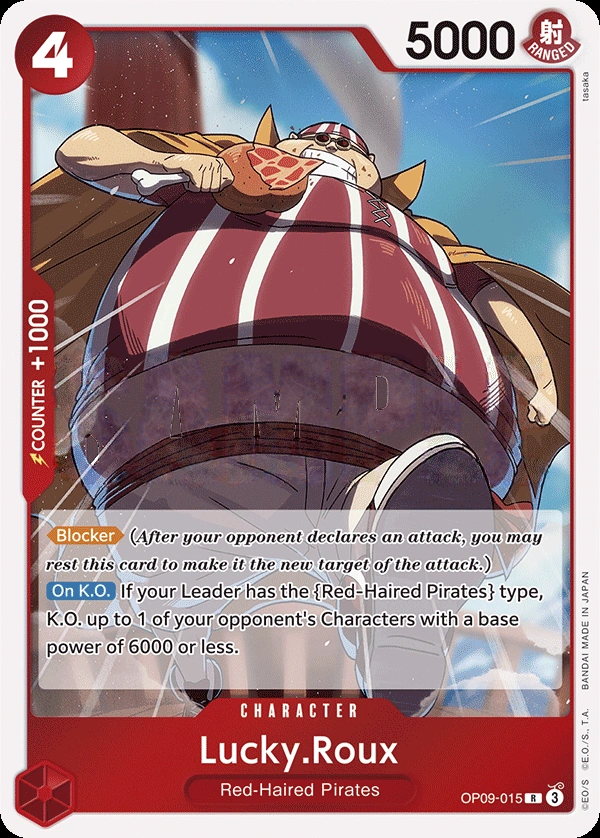 4
5000
射
RANGED
tasaka
COUNTER +1000
Blocker (After your opponent declares an attack, you may
rest this card to make it the new target of the attack.)
On K.O. If your Leader has the {Red-Haired Pirates} type,
K.O. up to 1 of your opponent's Characters with a base
power of 6000 or less.
CHARACTER
Lucky.Roux
Red-Haired Pirates
OP09-015 R 3
©EO/S ©E.O./S., T.A. BANDAI MADE IN JAPAN